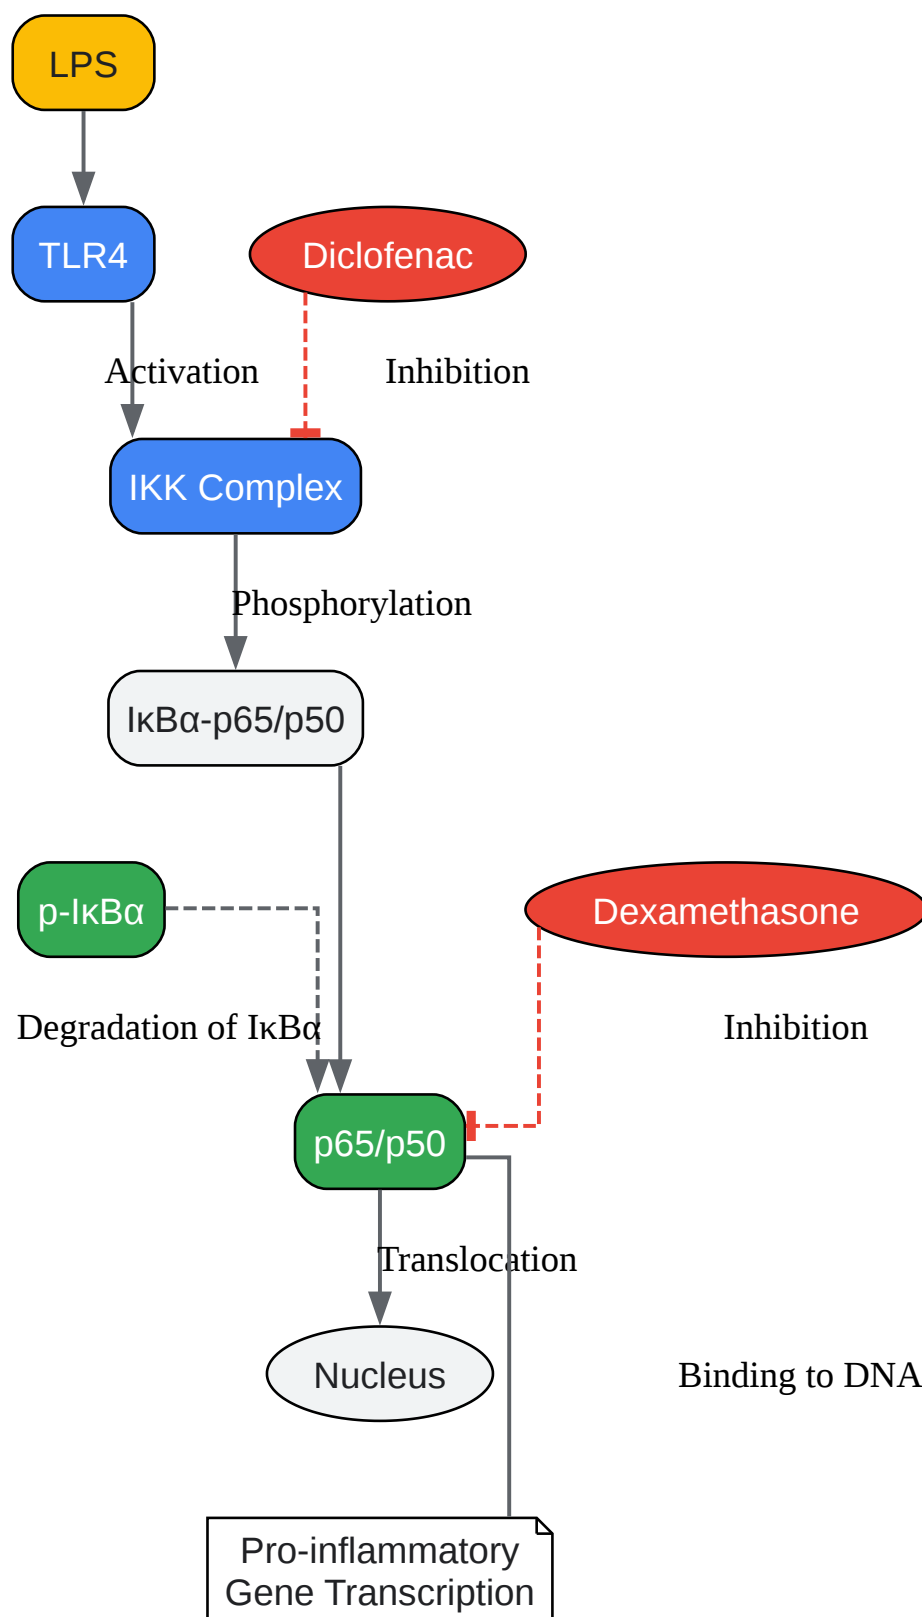 LPS
TLR4
Diclofenac
Activation
Inhibition
IKK Complex
Phosphorylation
IκBα-p65/p50
p-IκBα
Dexamethasone
Degradation of IκBα
Inhibition
p65/p50
Translocation
Nucleus
Binding to DNA
Pro-inflammatory
Gene Transcription